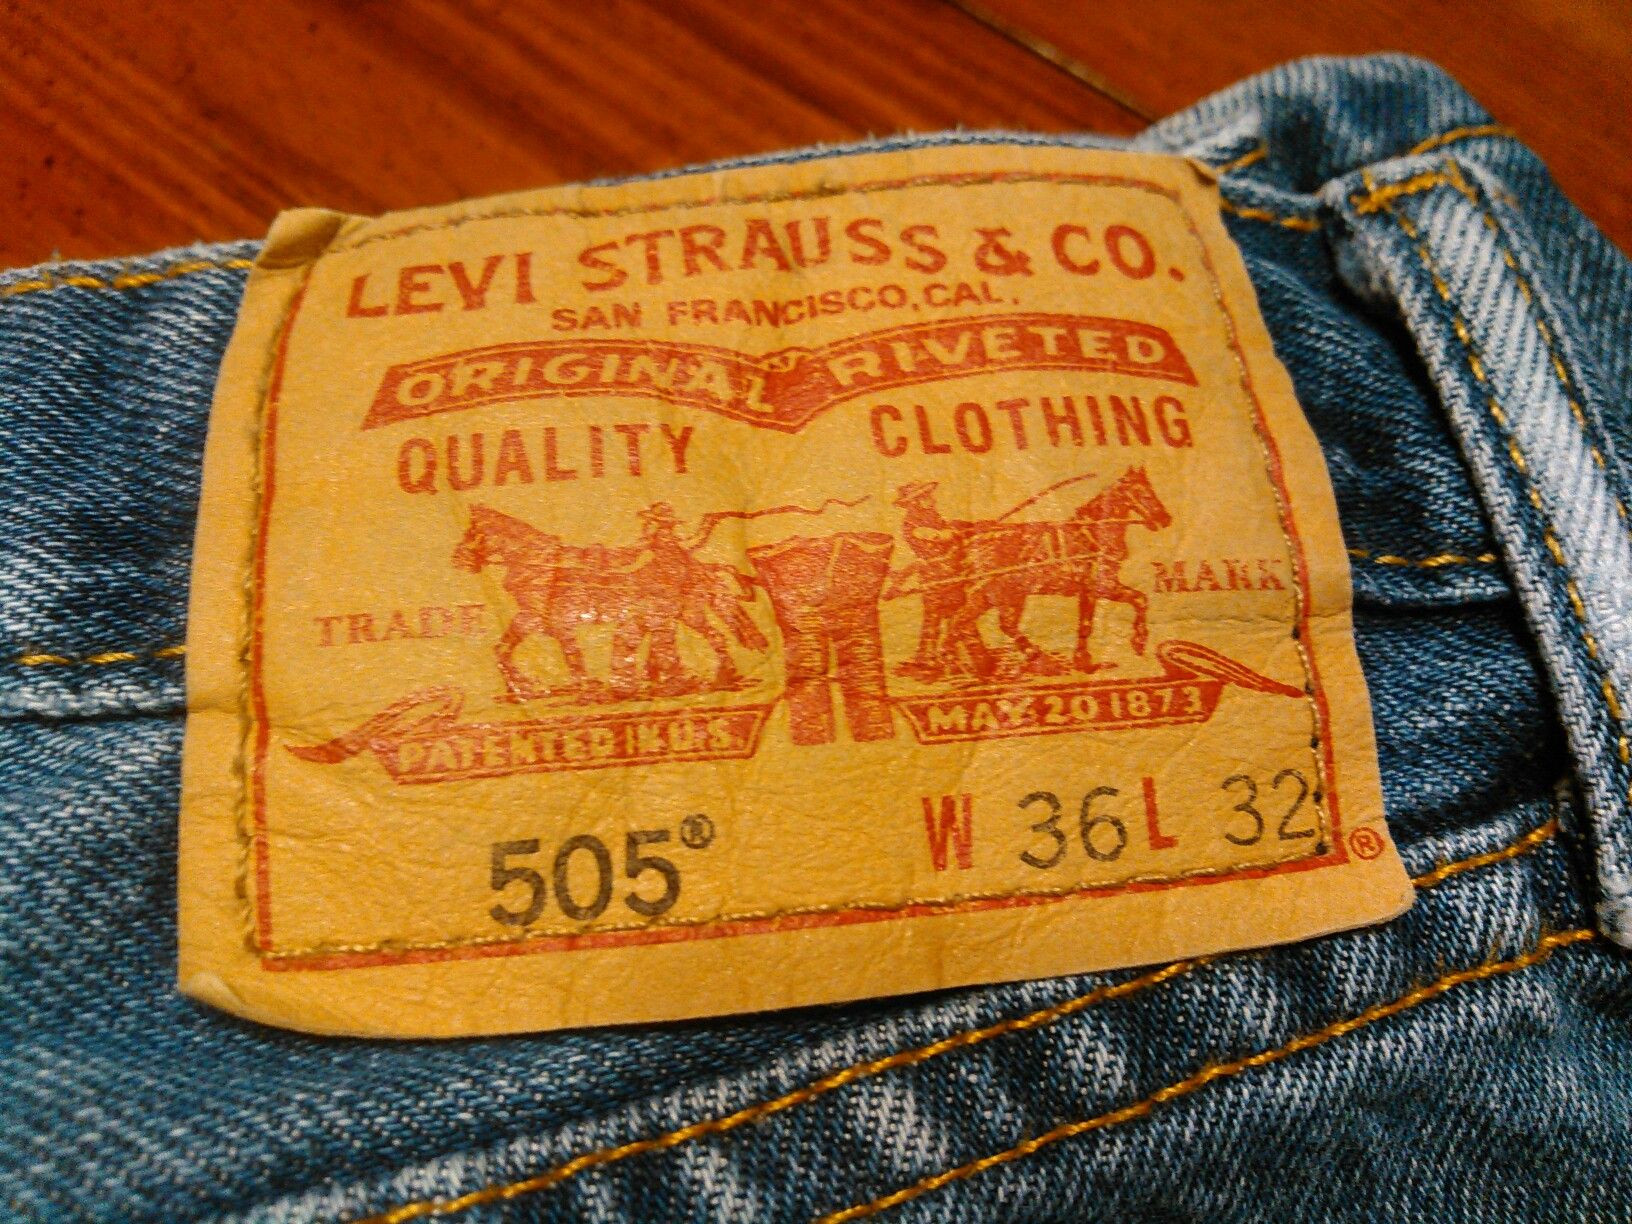 LEVI STRAUSS & CO.
SAN FRANCISCO, CAL.
ORIGINAL RIVETED
QUALITY CLOTHING
TRADE MARK
PATENTED IN U.S. MAY 20 1873
505® W 36 L 32
®